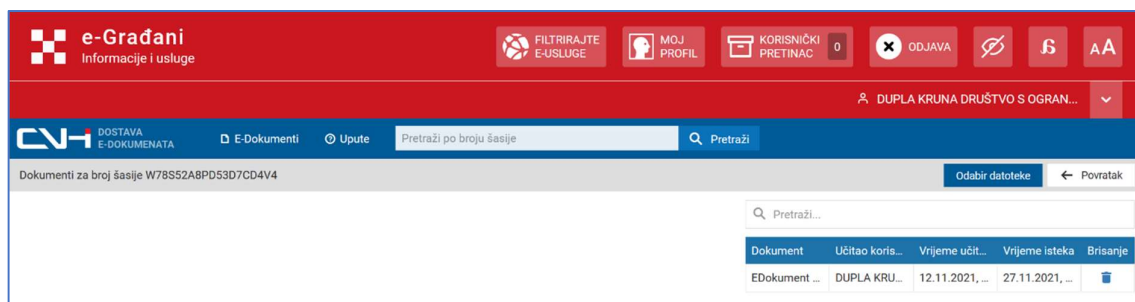 e-Građani
Informacije i usluge
FILTRIRAJTE
E-USLUGE
MOJ
PROFIL
KORISNIČKI
PRETINAC
0
ODJAVA
AA
DUPLA KRUNA DRUŠTVO S OGRAN...
CVH
DOSTAVA
E-DOKUMENATA
E-Dokumenti
Upute
Pretraži po broju šasije
Pretraži
Dokumenti za broj šasije W78S52A8PD53D7CD4V4
Odabir datoteke
Povratak
Pretraži...
Dokument Učitao koris... Vrijeme učit... Vrijeme isteka Brisanje
EDokument ... DUPLA KRU... 12.11.2021, ... 27.11.2021, ...